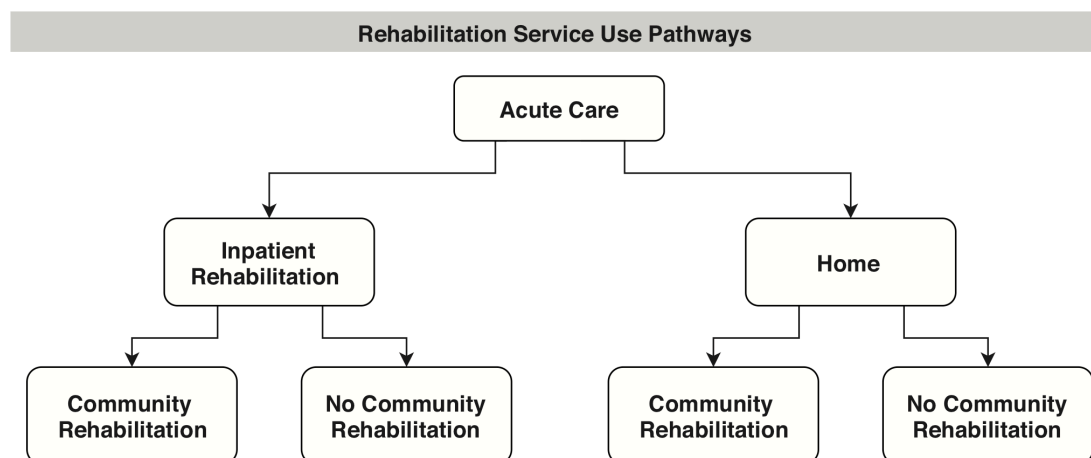 Rehabilitation Service Use Pathways
Acute Care
Inpatient
Rehabilitation
Home
Community
Rehabilitation
No Community
Rehabilitation
Community
Rehabilitation
No Community
Rehabilitation